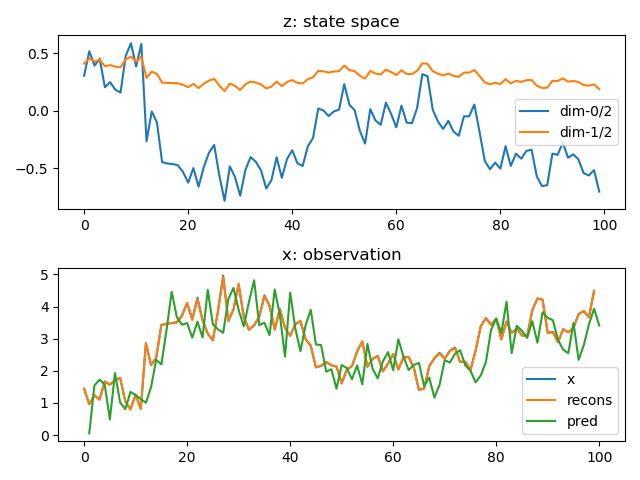 z: state space
0.5
0.0
−0.5
dim-0/2
dim-1/2
0 20 40 60 80 100
x: observation
5
4
3
2
1
0
x
recons
pred
0 20 40 60 80 100